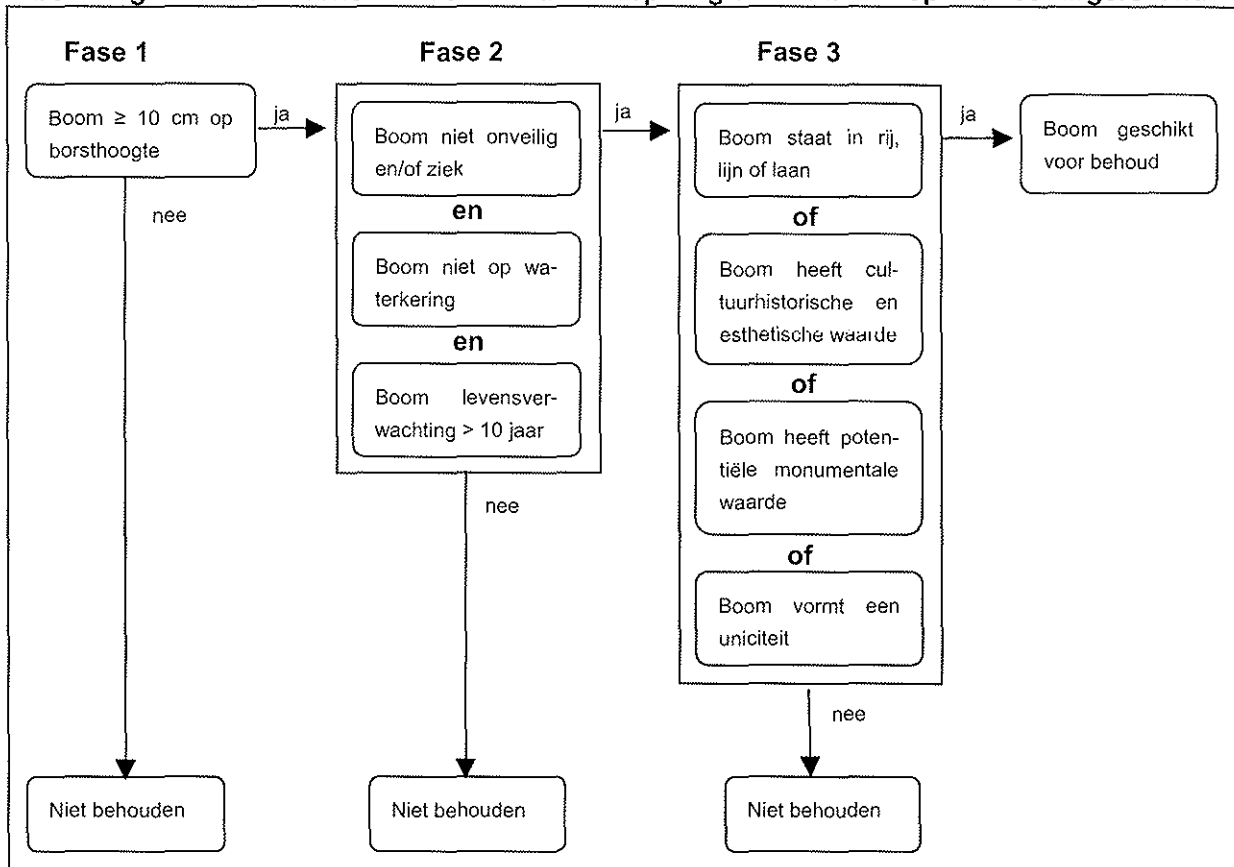 Fase 1
Boom ≥ 10 cm op
borsthoogte
ja
nee
Niet behouden
Fase 2
Boom niet onveilig
en/of ziek
en
Boom niet op wa-
terkering
en
Boom levensver-
wachting > 10 jaar
ja
nee
Niet behouden
Fase 3
Boom staat in rij,
lijn of laan
of
Boom heeft cul-
tuurhistorische en
esthetische waarde
of
Boom heeft poten-
tiële monumentale
waarde
of
Boom vormt een
uniciteit
ja
nee
Niet behouden
Boom geschikt
voor behoud